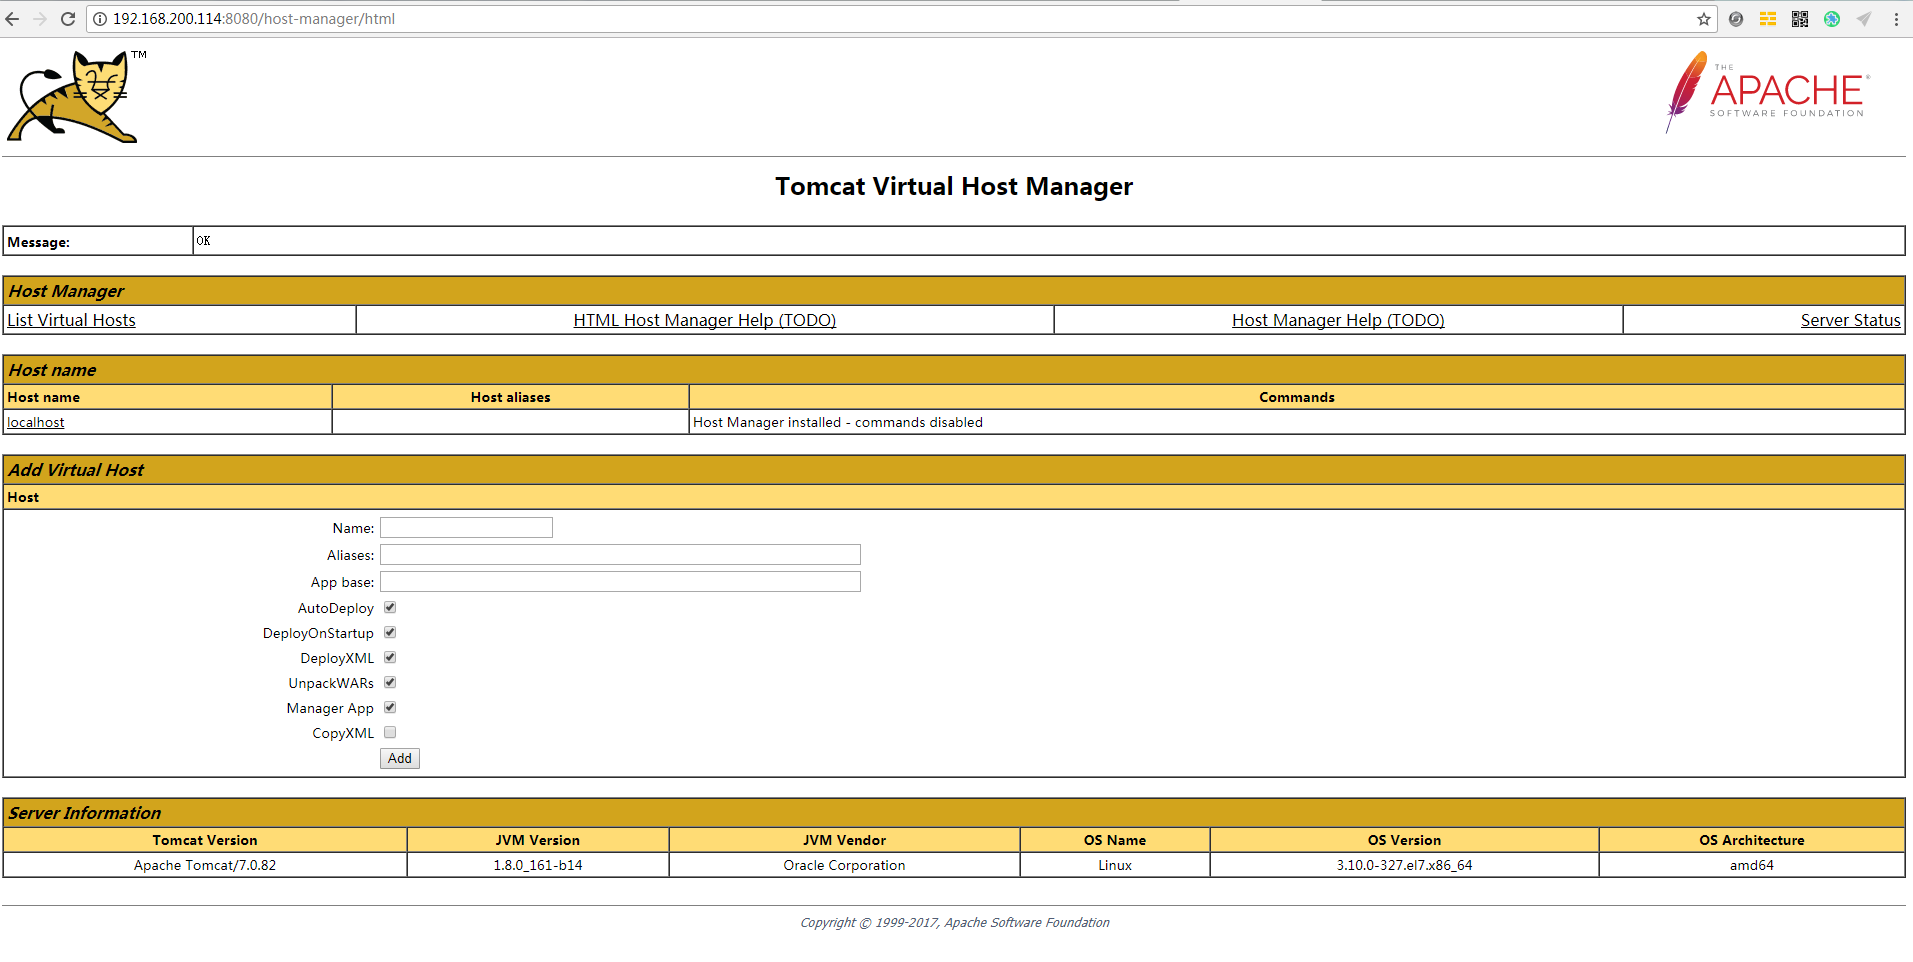 192.168.200.114:8080/host-manager/html
TM
THE
APACHE®
SOFTWARE FOUNDATION
Tomcat Virtual Host Manager
Message: OK
Host Manager
List Virtual Hosts HTML Host Manager Help (TODO) Host Manager Help (TODO) Server Status
Host name
Host name Host aliases Commands
localhost Host Manager installed - commands disabled
Add Virtual Host
Host
Name:
Aliases:
App base:
AutoDeploy
DeployOnStartup
DeployXML
UnpackWARs
Manager App
CopyXML
Add
Server Information
Tomcat Version JVM Version JVM Vendor OS Name OS Version OS Architecture
Apache Tomcat/7.0.82 1.8.0_161-b14 Oracle Corporation Linux 3.10.0-327.el7.x86_64 amd64
Copyright © 1999-2017, Apache Software Foundation